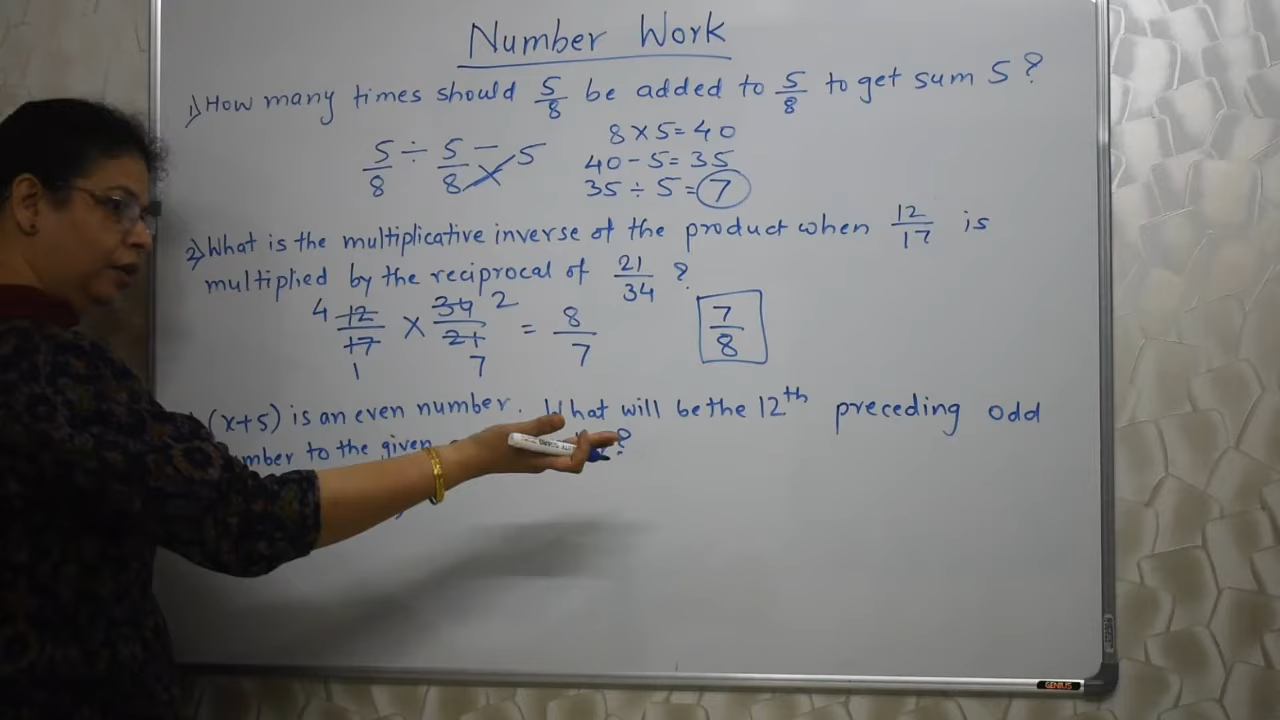 Number Work
1) How many times should 5/8 be added to 5/8 to get sum 5?
5/8 ÷ 5/8 - 5
8 × 5 = 40
40 - 5 = 35
35 ÷ 5 = 7
2) What is the multiplicative inverse of the product when 12/17 is
multiplied by the reciprocal of 21/34 ?
4 12/17 1 × 34/21 2 7 = 8/7
7/8
(x+5) is an even number. What will be the 12th preceding odd
mber to the given ?
GENIUS